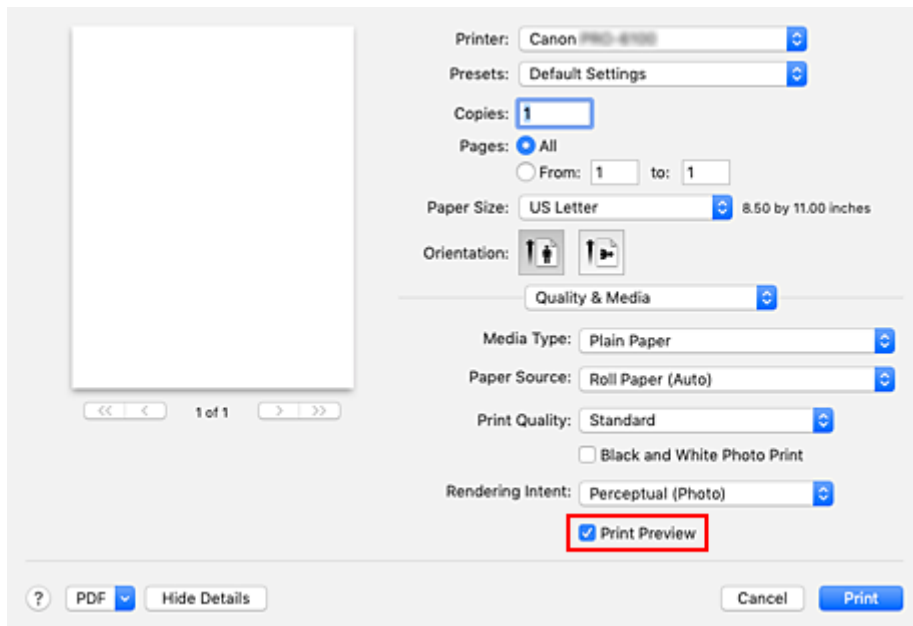 Printer: Canon
Presets: Default Settings
Copies: 1
Pages: All
From: 1 to: 1
Paper Size: US Letter 8.50 by 11.00 inches
Orientation:
Quality & Media
Media Type: Plain Paper
Paper Source: Roll Paper (Auto)
Print Quality: Standard
Black and White Photo Print
Rendering Intent: Perceptual (Photo)
Print Preview
1 of 1
? PDF Hide Details Cancel Print